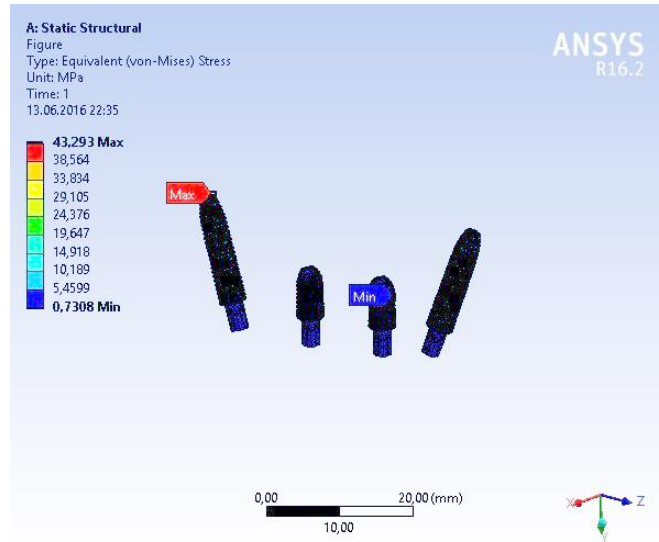 A: Static Structural
Figure
Type: Equivalent (von-Mises) Stress
Unit: MPa
Time: 1
13.06.2016 22:35
ANSYS
R16.2
43,293 Max
38,564
33,834
29,105
24,376
19,647
14,918
10,189
5,4599
0,7308 Min
Max
Min
0,00
20,00 (mm)
10,00
X
Z
Y